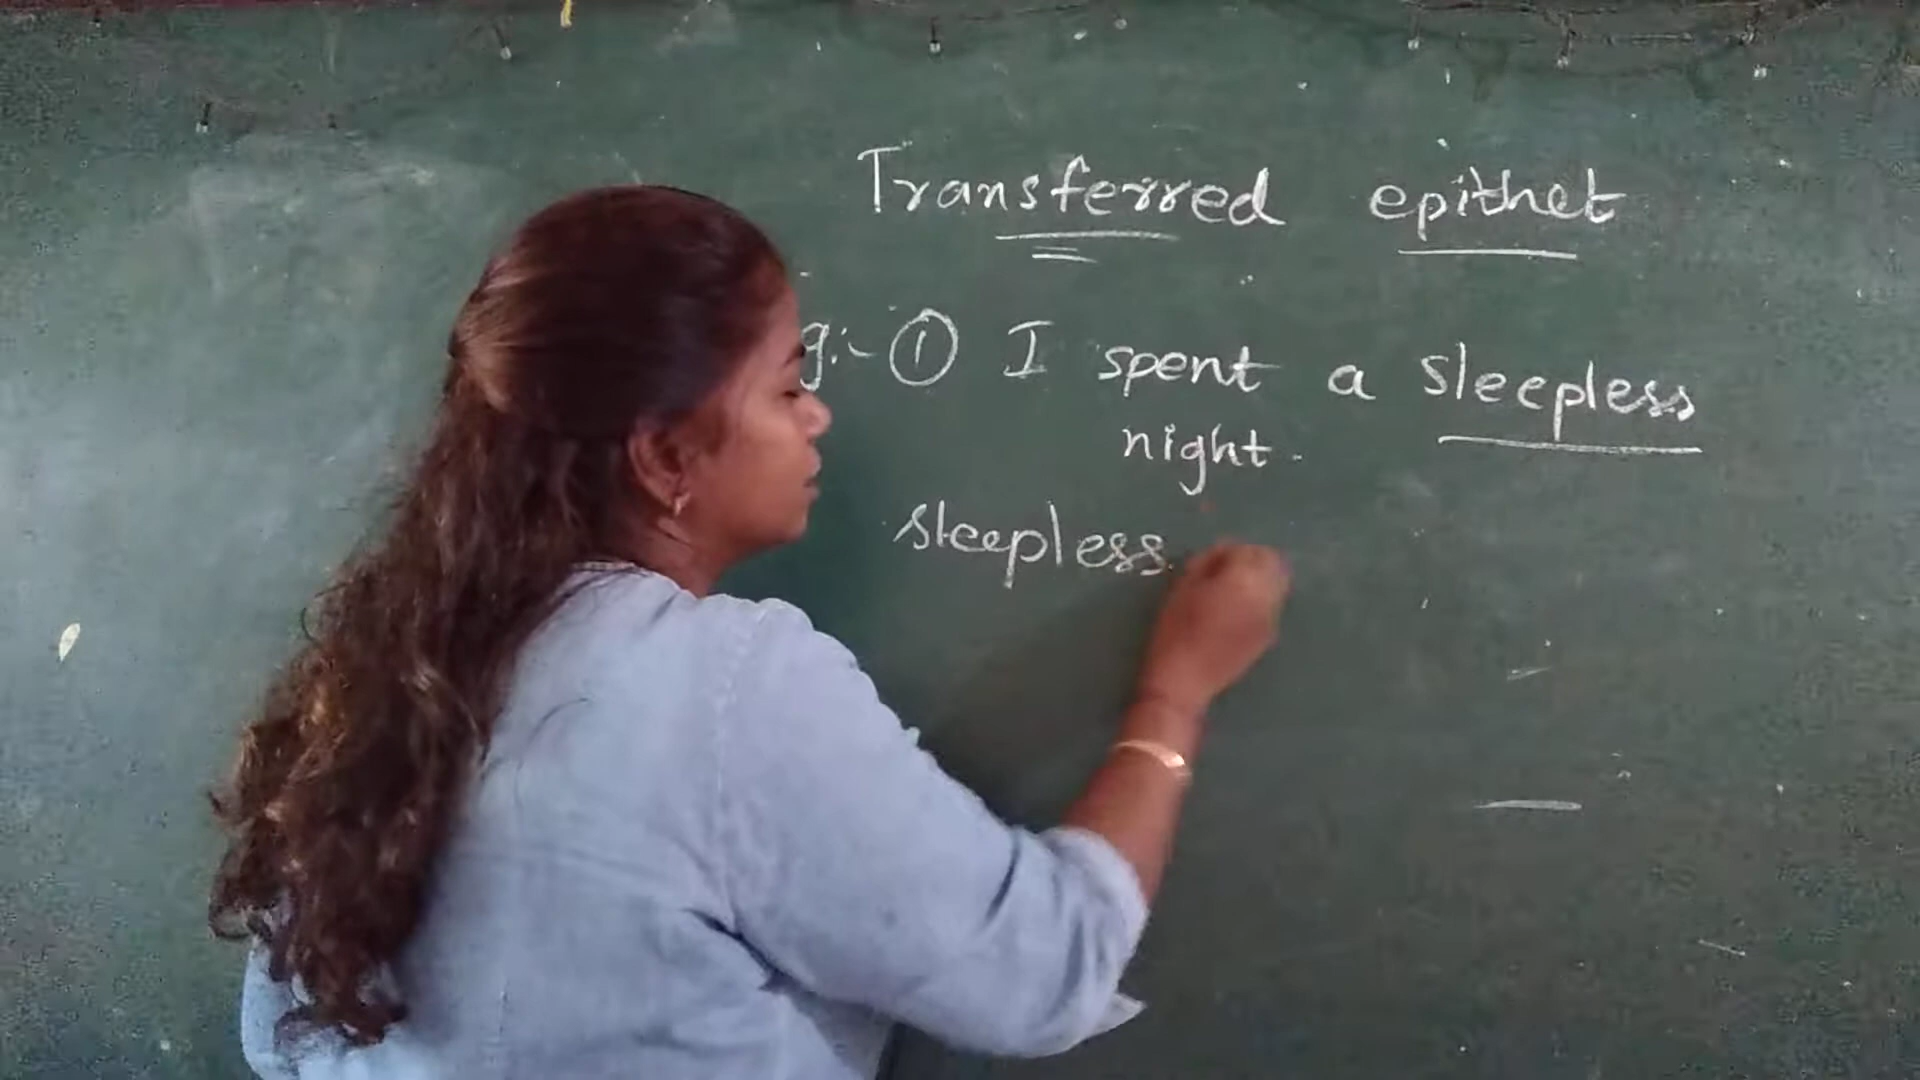 Transferred epithet
g:- ① I spent a sleepless
night.
sleepless